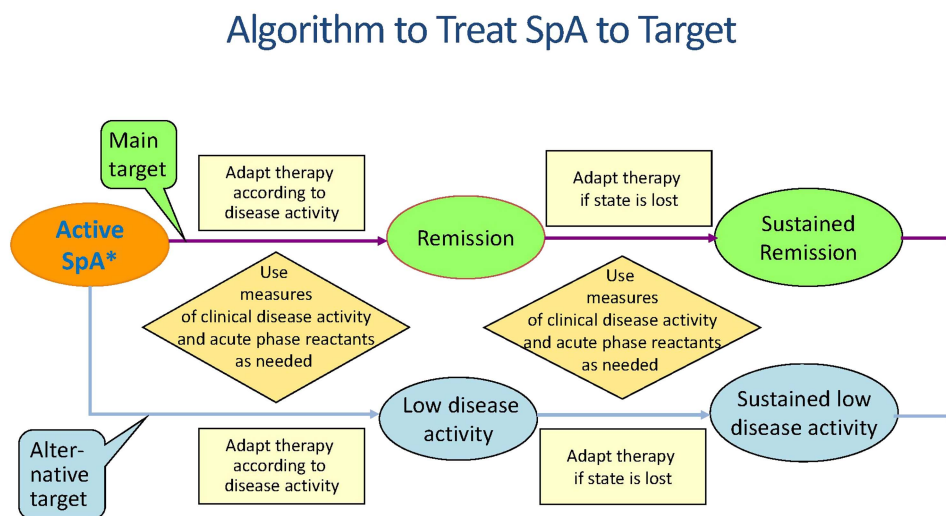 Algorithm to Treat SpA to Target
Main
target
Adapt therapy
according to
disease activity
Adapt therapy
if state is lost
Active
SpA*
Remission
Sustained
Remission
Use
measures
of clinical disease activity
and acute phase reactants
as needed
Use
measures
of clinical disease activity
and acute phase reactants
as needed
Low disease
activity
Sustained low
disease activity
Alter-
native
target
Adapt therapy
according to
disease activity
Adapt therapy
if state is lost